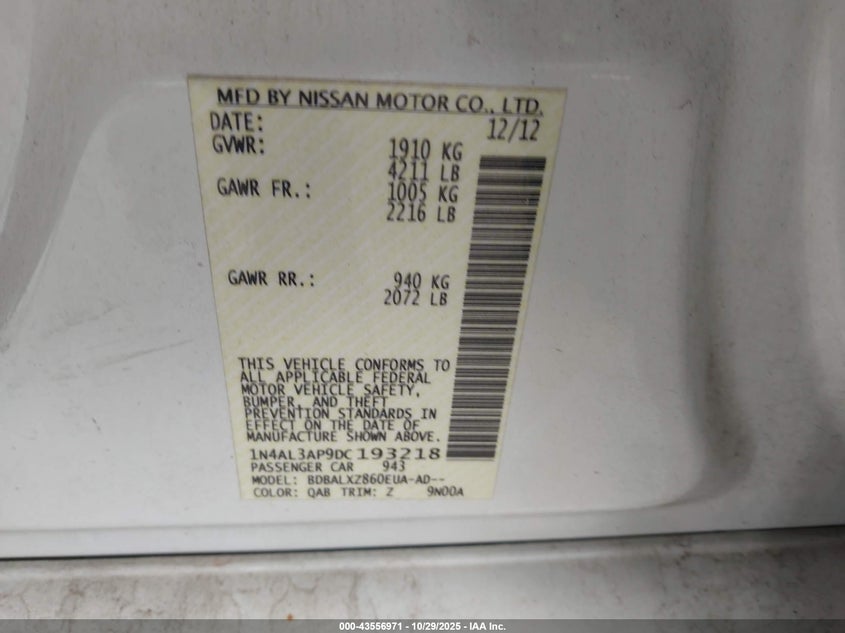 MFD BY NISSAN MOTOR CO., LTD.
DATE: 12/12
GVWR: 1910 KG
4211 LB
GAWR FR.: 1005 KG
2216 LB
GAWR RR.: 940 KG
2072 LB
THIS VEHICLE CONFORMS TO
ALL APPLICABLE FEDERAL
MOTOR VEHICLE SAFETY,
BUMPER, AND THEFT
PREVENTION STANDARDS IN
EFFECT ON THE DATE OF
MANUFACTURE SHOWN ABOVE.
1N4AL3AP9DC193218
PASSENGER CAR 943
MODEL: BDBALXZ860EUA-AD--
COLOR: QAB TRIM: Z 9N00A
000-43556971 | 10/29/2025 - IAA Inc.